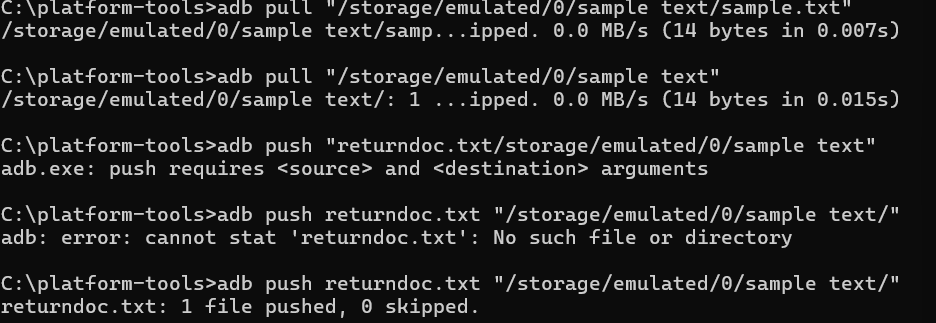 C:\platform-tools>adb pull "/storage/emulated/0/sample text/sample.txt"
/storage/emulated/0/sample text/samp...ipped. 0.0 MB/s (14 bytes in 0.007s)
C:\platform-tools>adb pull "/storage/emulated/0/sample text"
/storage/emulated/0/sample text/: 1 ...ipped. 0.0 MB/s (14 bytes in 0.015s)
C:\platform-tools>adb push "returndoc.txt/storage/emulated/0/sample text"
adb.exe: push requires <source> and <destination> arguments
C:\platform-tools>adb push returndoc.txt "/storage/emulated/0/sample text/"
adb: error: cannot stat 'returndoc.txt': No such file or directory
C:\platform-tools>adb push returndoc.txt "/storage/emulated/0/sample text/"
returndoc.txt: 1 file pushed, 0 skipped.